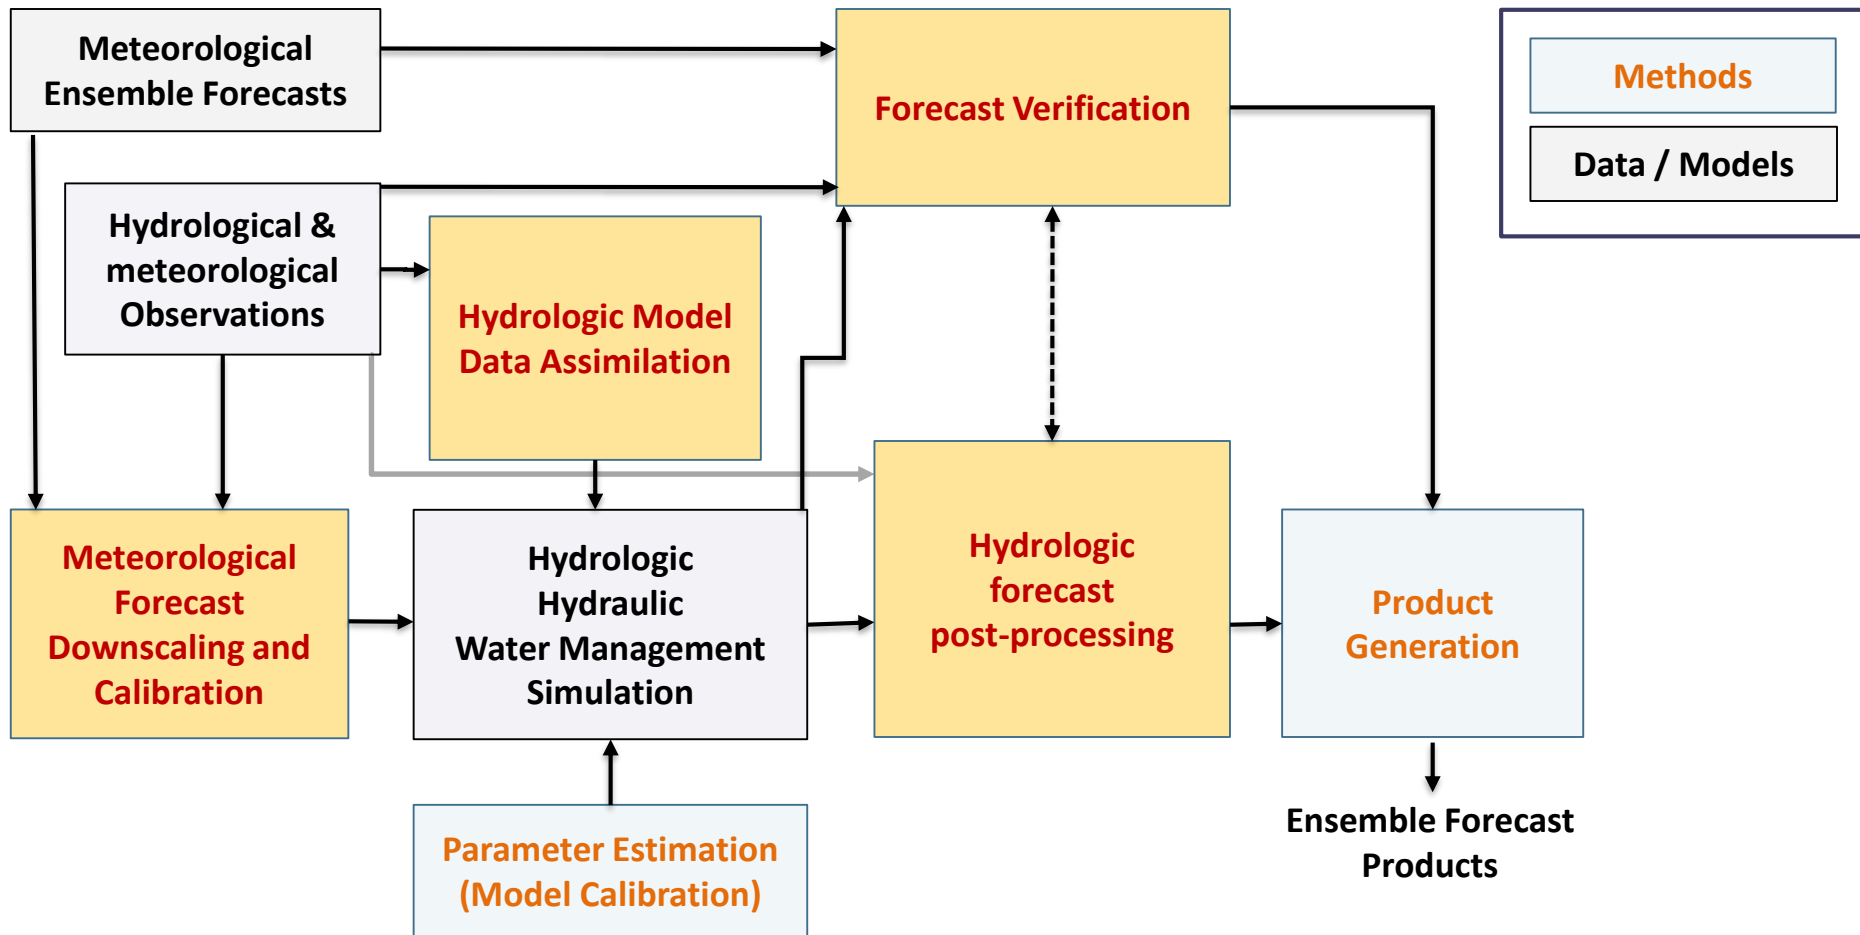 Meteorological
Ensemble Forecasts
Forecast Verification
Methods
Data / Models
Hydrological &
meteorological
Observations
Hydrologic Model
Data Assimilation
Meteorological
Forecast
Downscaling and
Calibration
Hydrologic
Hydraulic
Water Management
Simulation
Hydrologic
forecast
post-processing
Product
Generation
Parameter Estimation
(Model Calibration)
Ensemble Forecast
Products